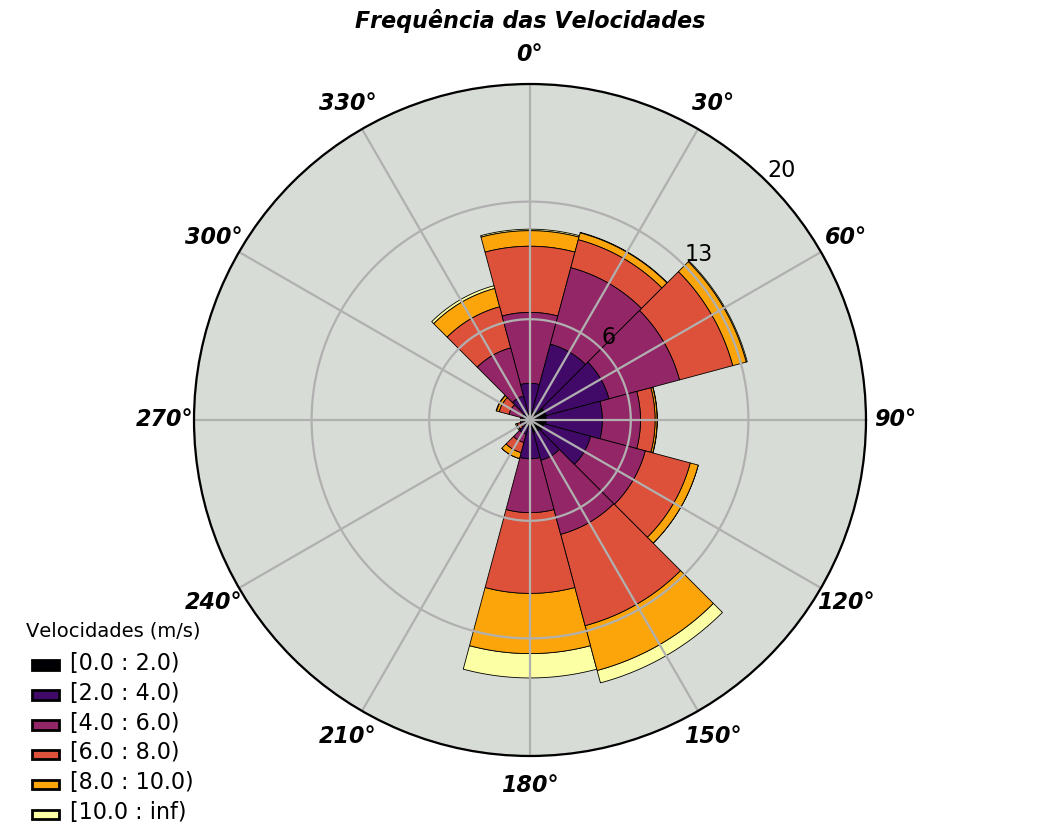 Frequência das Velocidades
0°
330°
30°
20
300°
60°
13
6
270°
90°
240°
120°
210°
150°
180°
Velocidades (m/s)
[0.0 : 2.0)
[2.0 : 4.0)
[4.0 : 6.0)
[6.0 : 8.0)
[8.0 : 10.0)
[10.0 : inf)